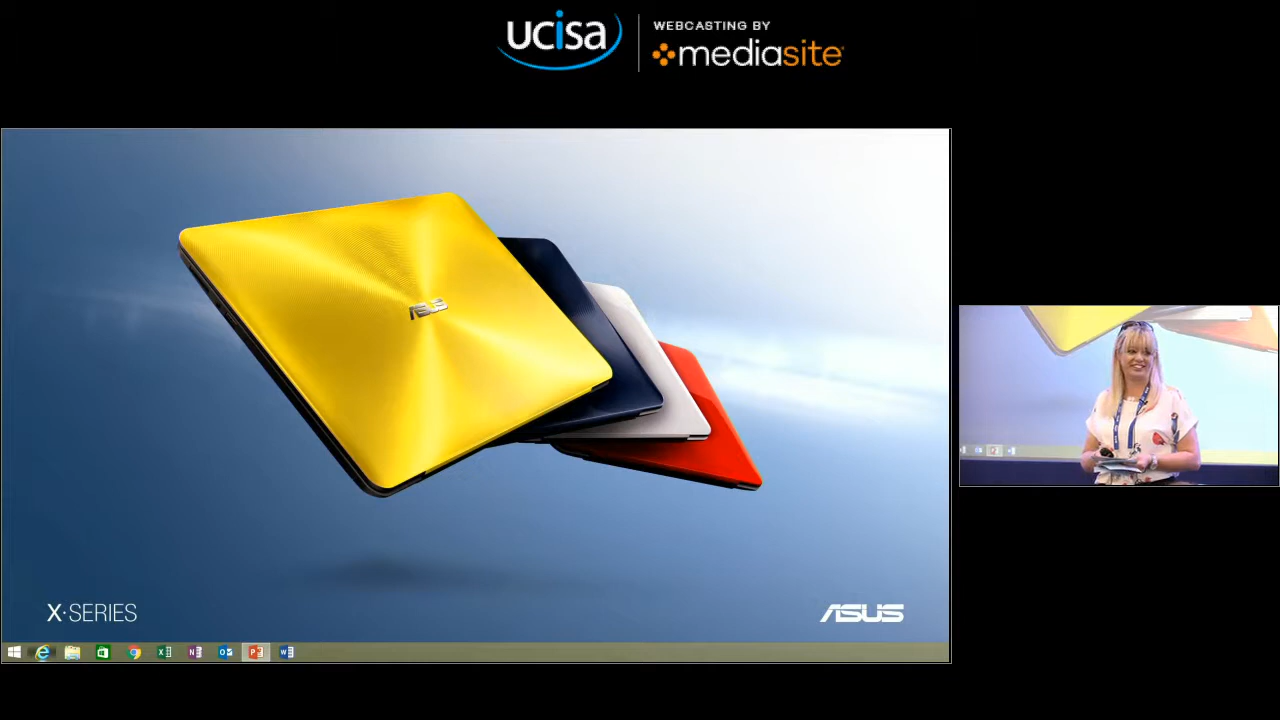 ucisa
WEBCASTING BY
mediasite
ASUS
X·SERIES
ASUS